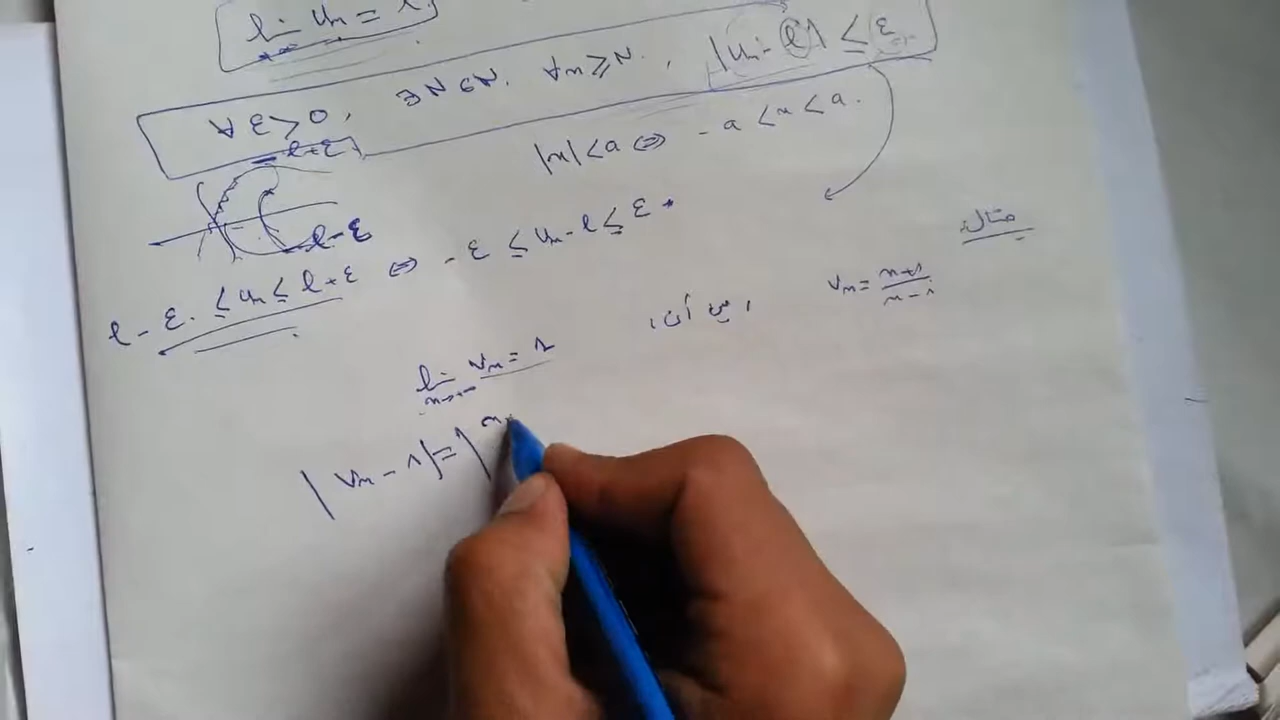 lim uₙ = l
∀ ε > 0, ∃ N ∈ ℕ, ∀ n ≥ N, |uₙ - l| ≤ ε
|x| < a ⇔ -a < x < a.
l+ε
l-ε
l - ε ≤ uₙ ≤ l + ε ⇔ -ε ≤ uₙ - l ≤ ε
مثال
vₙ = (n+1)/(n-1) ، بين أن ،
lim vₙ = 1
n→+∞
|vₙ - 1| = |n+